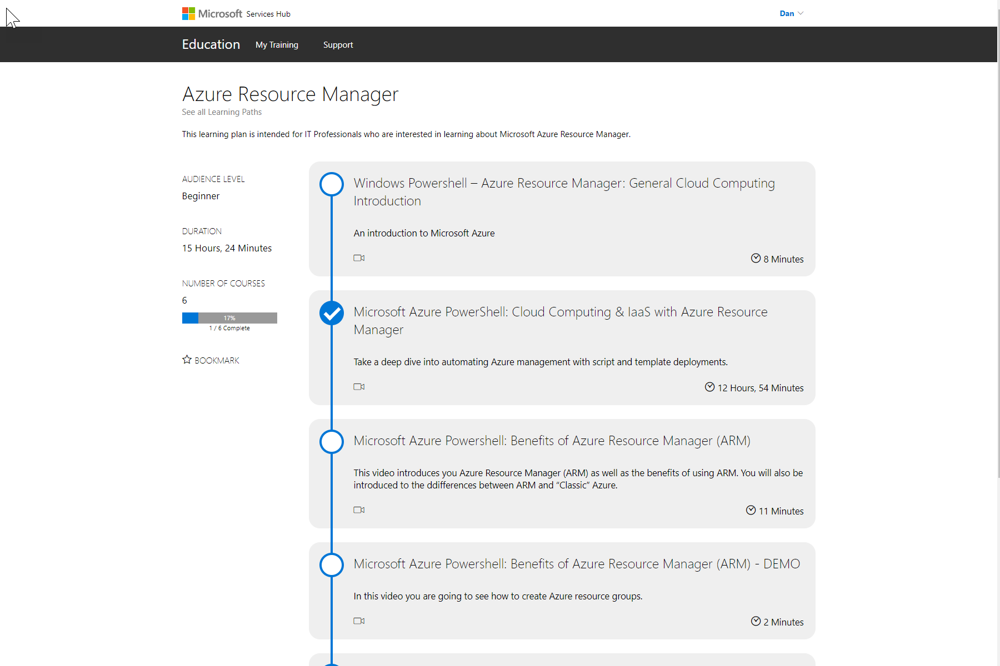 Microsoft Services Hub
Dan
Education My Training Support
Azure Resource Manager
See all Learning Paths
This learning plan is intended for IT Professionals who are interested in learning about Microsoft Azure Resource Manager.
AUDIENCE LEVEL
Beginner
DURATION
15 Hours, 24 Minutes
NUMBER OF COURSES
6
17%
1 / 6 Complete
BOOKMARK
Windows Powershell – Azure Resource Manager: General Cloud Computing
Introduction
An introduction to Microsoft Azure
8 Minutes
Microsoft Azure PowerShell: Cloud Computing & IaaS with Azure Resource
Manager
Take a deep dive into automating Azure management with script and template deployments.
12 Hours, 54 Minutes
Microsoft Azure Powershell: Benefits of Azure Resource Manager (ARM)
This video introduces you Azure Resource Manager (ARM) as well as the benefits of using ARM. You will also be
introduced to the ddifferences between ARM and “Classic” Azure.
11 Minutes
Microsoft Azure Powershell: Benefits of Azure Resource Manager (ARM) - DEMO
In this video you are going to see how to create Azure resource groups.
2 Minutes